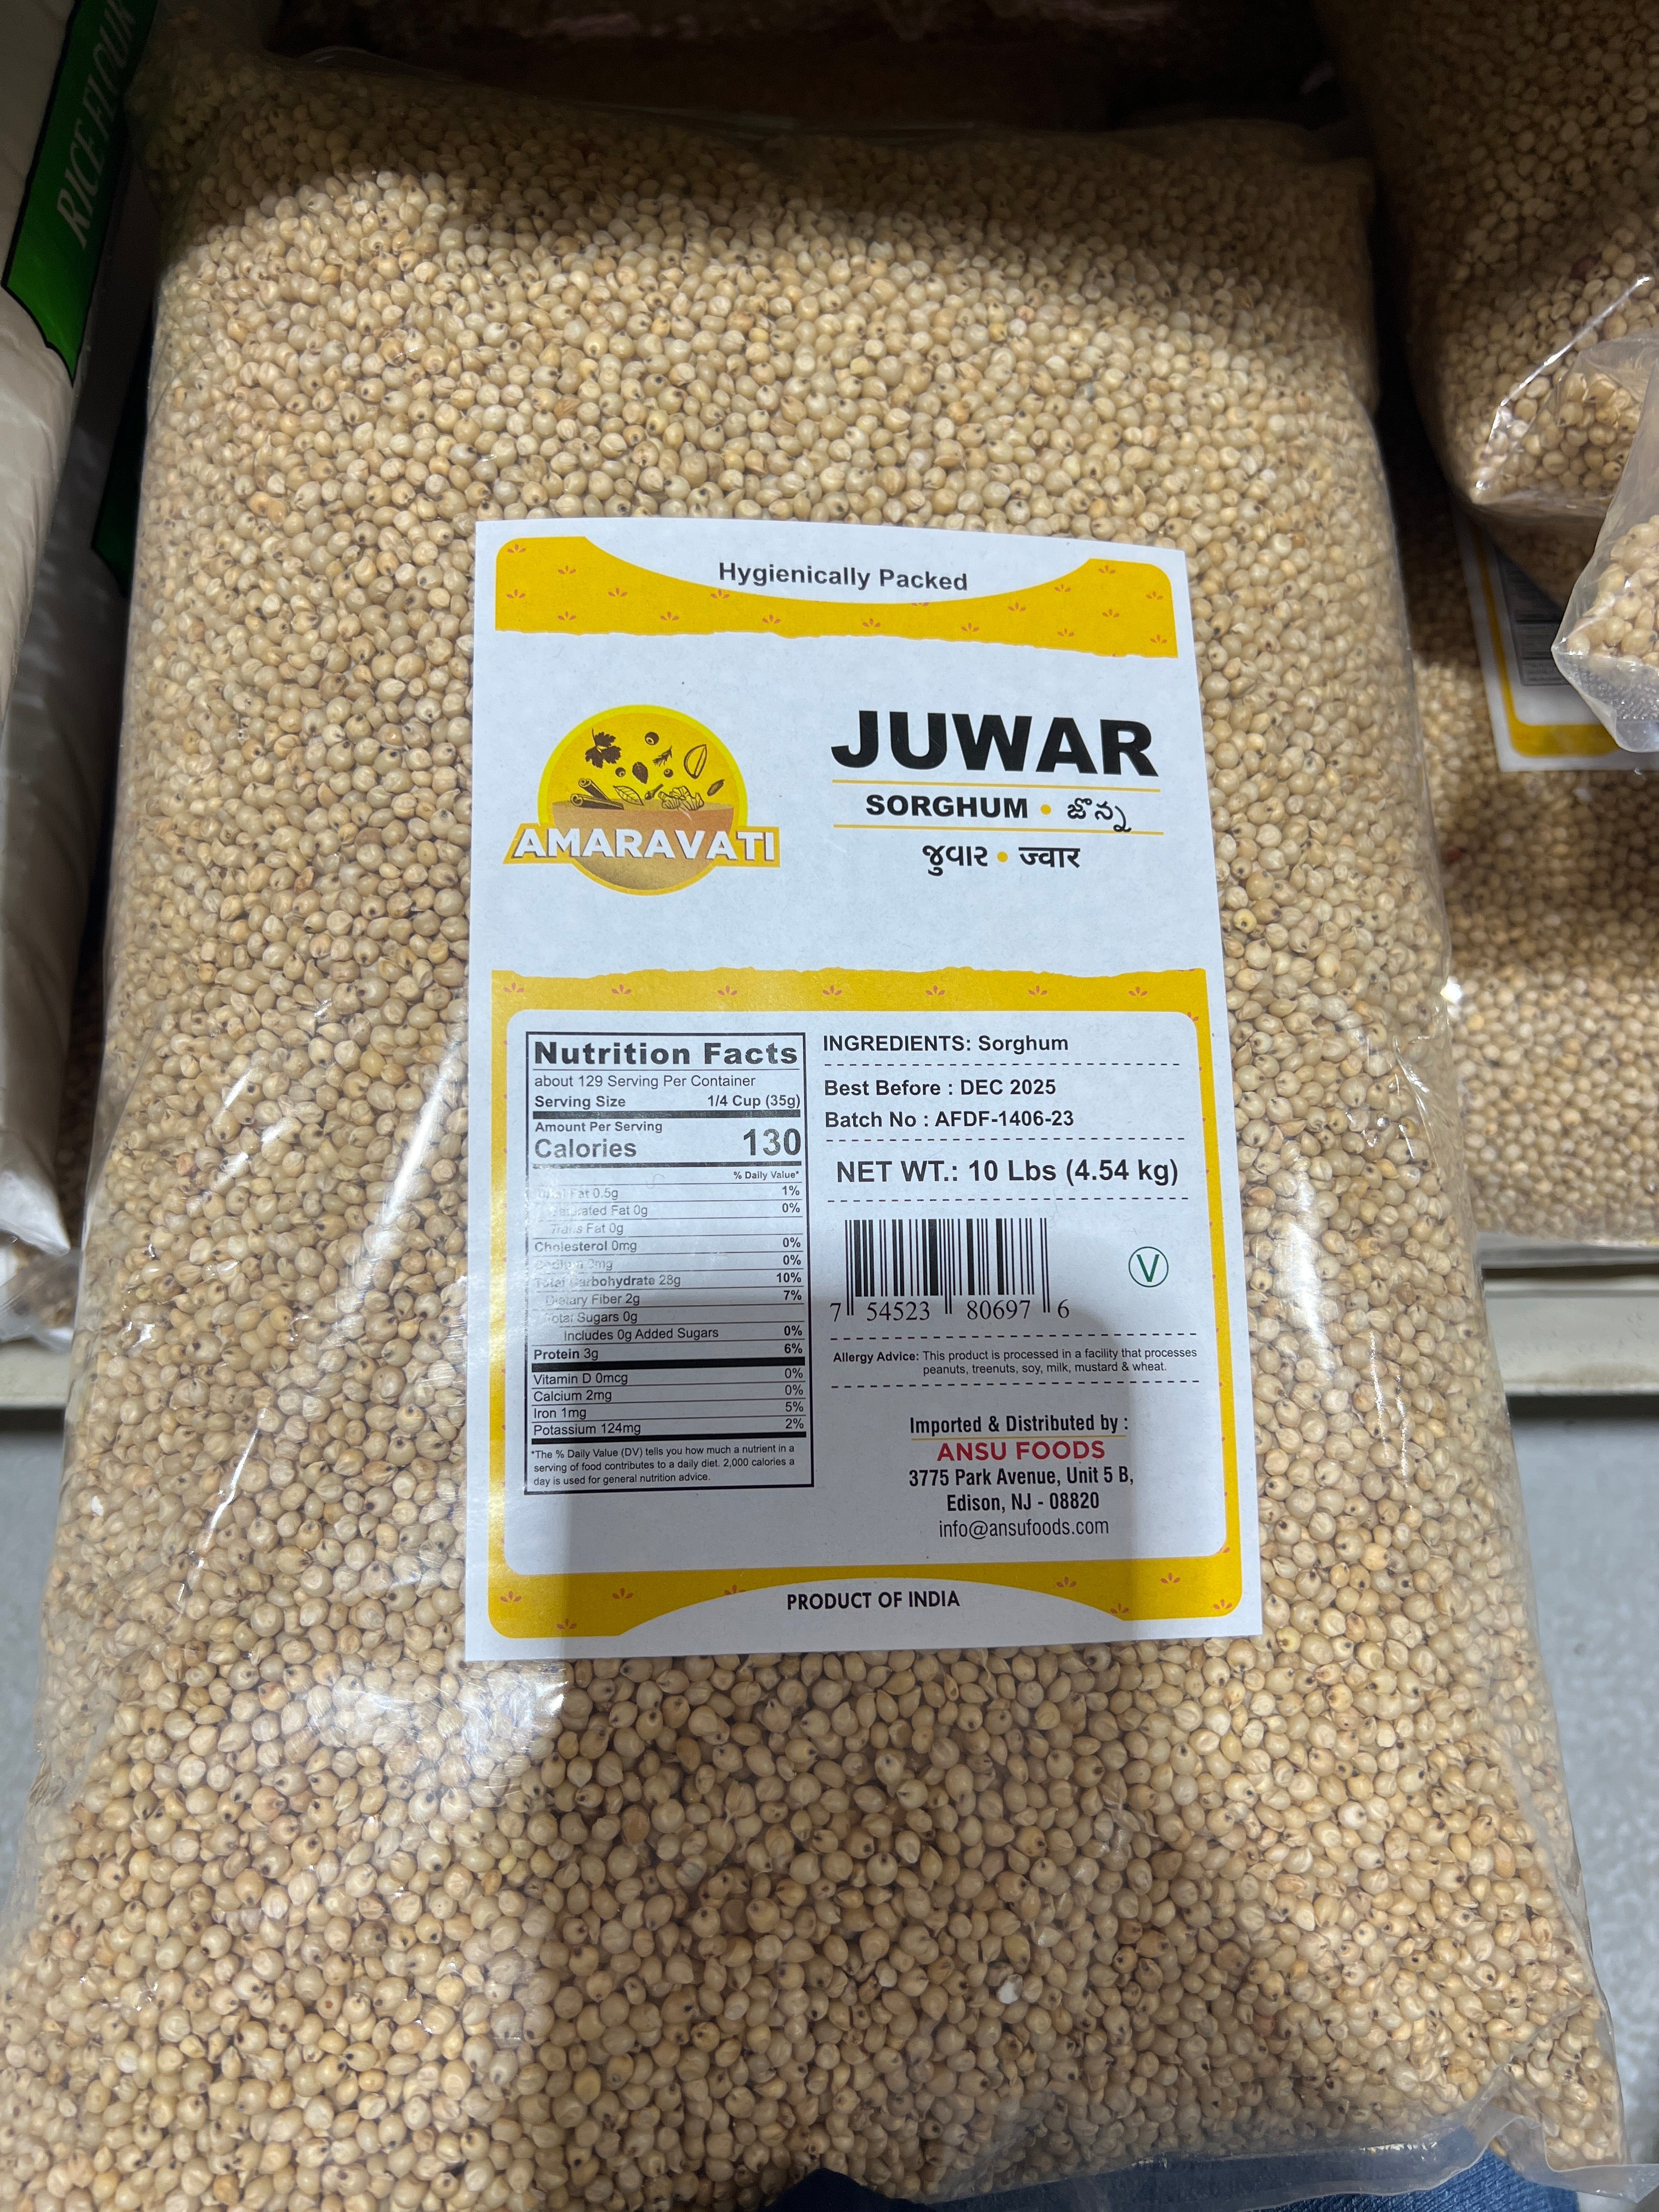 RICE FLOUR
Hygienically Packed
AMARAVATI
JUWAR
SORGHUM • జొన్న
જુવાર • ज्वार
Nutrition Facts
about 129 Serving Per Container
Serving Size 1/4 Cup (35g)
Amount Per Serving
Calories 130
% Daily Value*
Total Fat 0.5g 1%
Saturated Fat 0g 0%
Trans Fat 0g
Cholesterol 0mg 0%
Sodium 0mg 0%
Total Carbohydrate 28g 10%
Dietary Fiber 2g 7%
Total Sugars 0g
Includes 0g Added Sugars 0%
Protein 3g 6%
Vitamin D 0mcg 0%
Calcium 2mg 0%
Iron 1mg 5%
Potassium 124mg 2%
*The % Daily Value (DV) tells you how much a nutrient in a
serving of food contributes to a daily diet. 2,000 calories a
day is used for general nutrition advice.
INGREDIENTS: Sorghum
Best Before : DEC 2025
Batch No : AFDF-1406-23
NET WT.: 10 Lbs (4.54 kg)
7 54523 80697 6
V
Allergy Advice: This product is processed in a facility that processes
peanuts, treenuts, soy, milk, mustard & wheat.
Imported & Distributed by :
ANSU FOODS
3775 Park Avenue, Unit 5 B,
Edison, NJ - 08820
info@ansufoods.com
PRODUCT OF INDIA